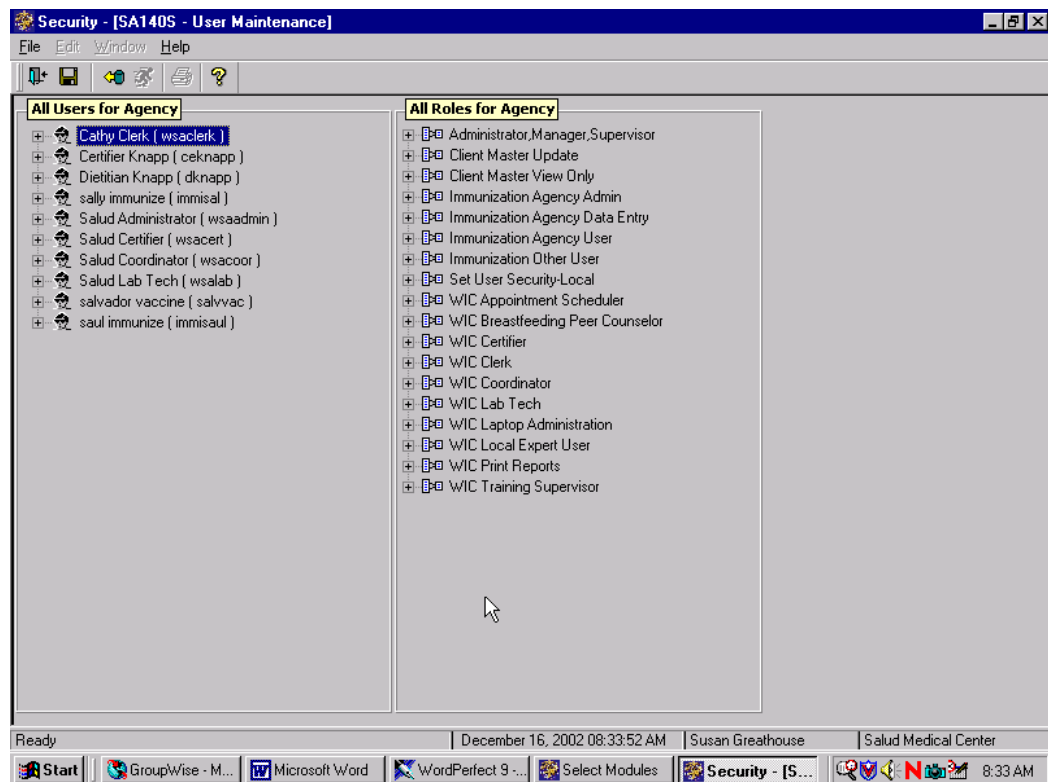 Security - [SA140S - User Maintenance]
File Edit Window Help
All Users for Agency
Cathy Clerk ( wsaclerk )
Certifier Knapp ( ceknapp )
Dietitian Knapp ( dknapp )
sally immunize ( immisal )
Salud Administrator ( wsaadmin )
Salud Certifier ( wsacert )
Salud Coordinator ( wsacoor )
Salud Lab Tech ( wsalab )
salvador vaccine ( salvvac )
saul immunize ( immisaul )
All Roles for Agency
Administrator,Manager,Supervisor
Client Master Update
Client Master View Only
Immunization Agency Admin
Immunization Agency Data Entry
Immunization Agency User
Immunization Other User
Set User Security-Local
WIC Appointment Scheduler
WIC Breastfeeding Peer Counselor
WIC Certifier
WIC Clerk
WIC Coordinator
WIC Lab Tech
WIC Laptop Administration
WIC Local Expert User
WIC Print Reports
WIC Training Supervisor
Ready December 16, 2002 08:33:52 AM Susan Greathouse Salud Medical Center
Start GroupWise - M... Microsoft Word WordPerfect 9 -... Select Modules Security - [S... N 8:33 AM